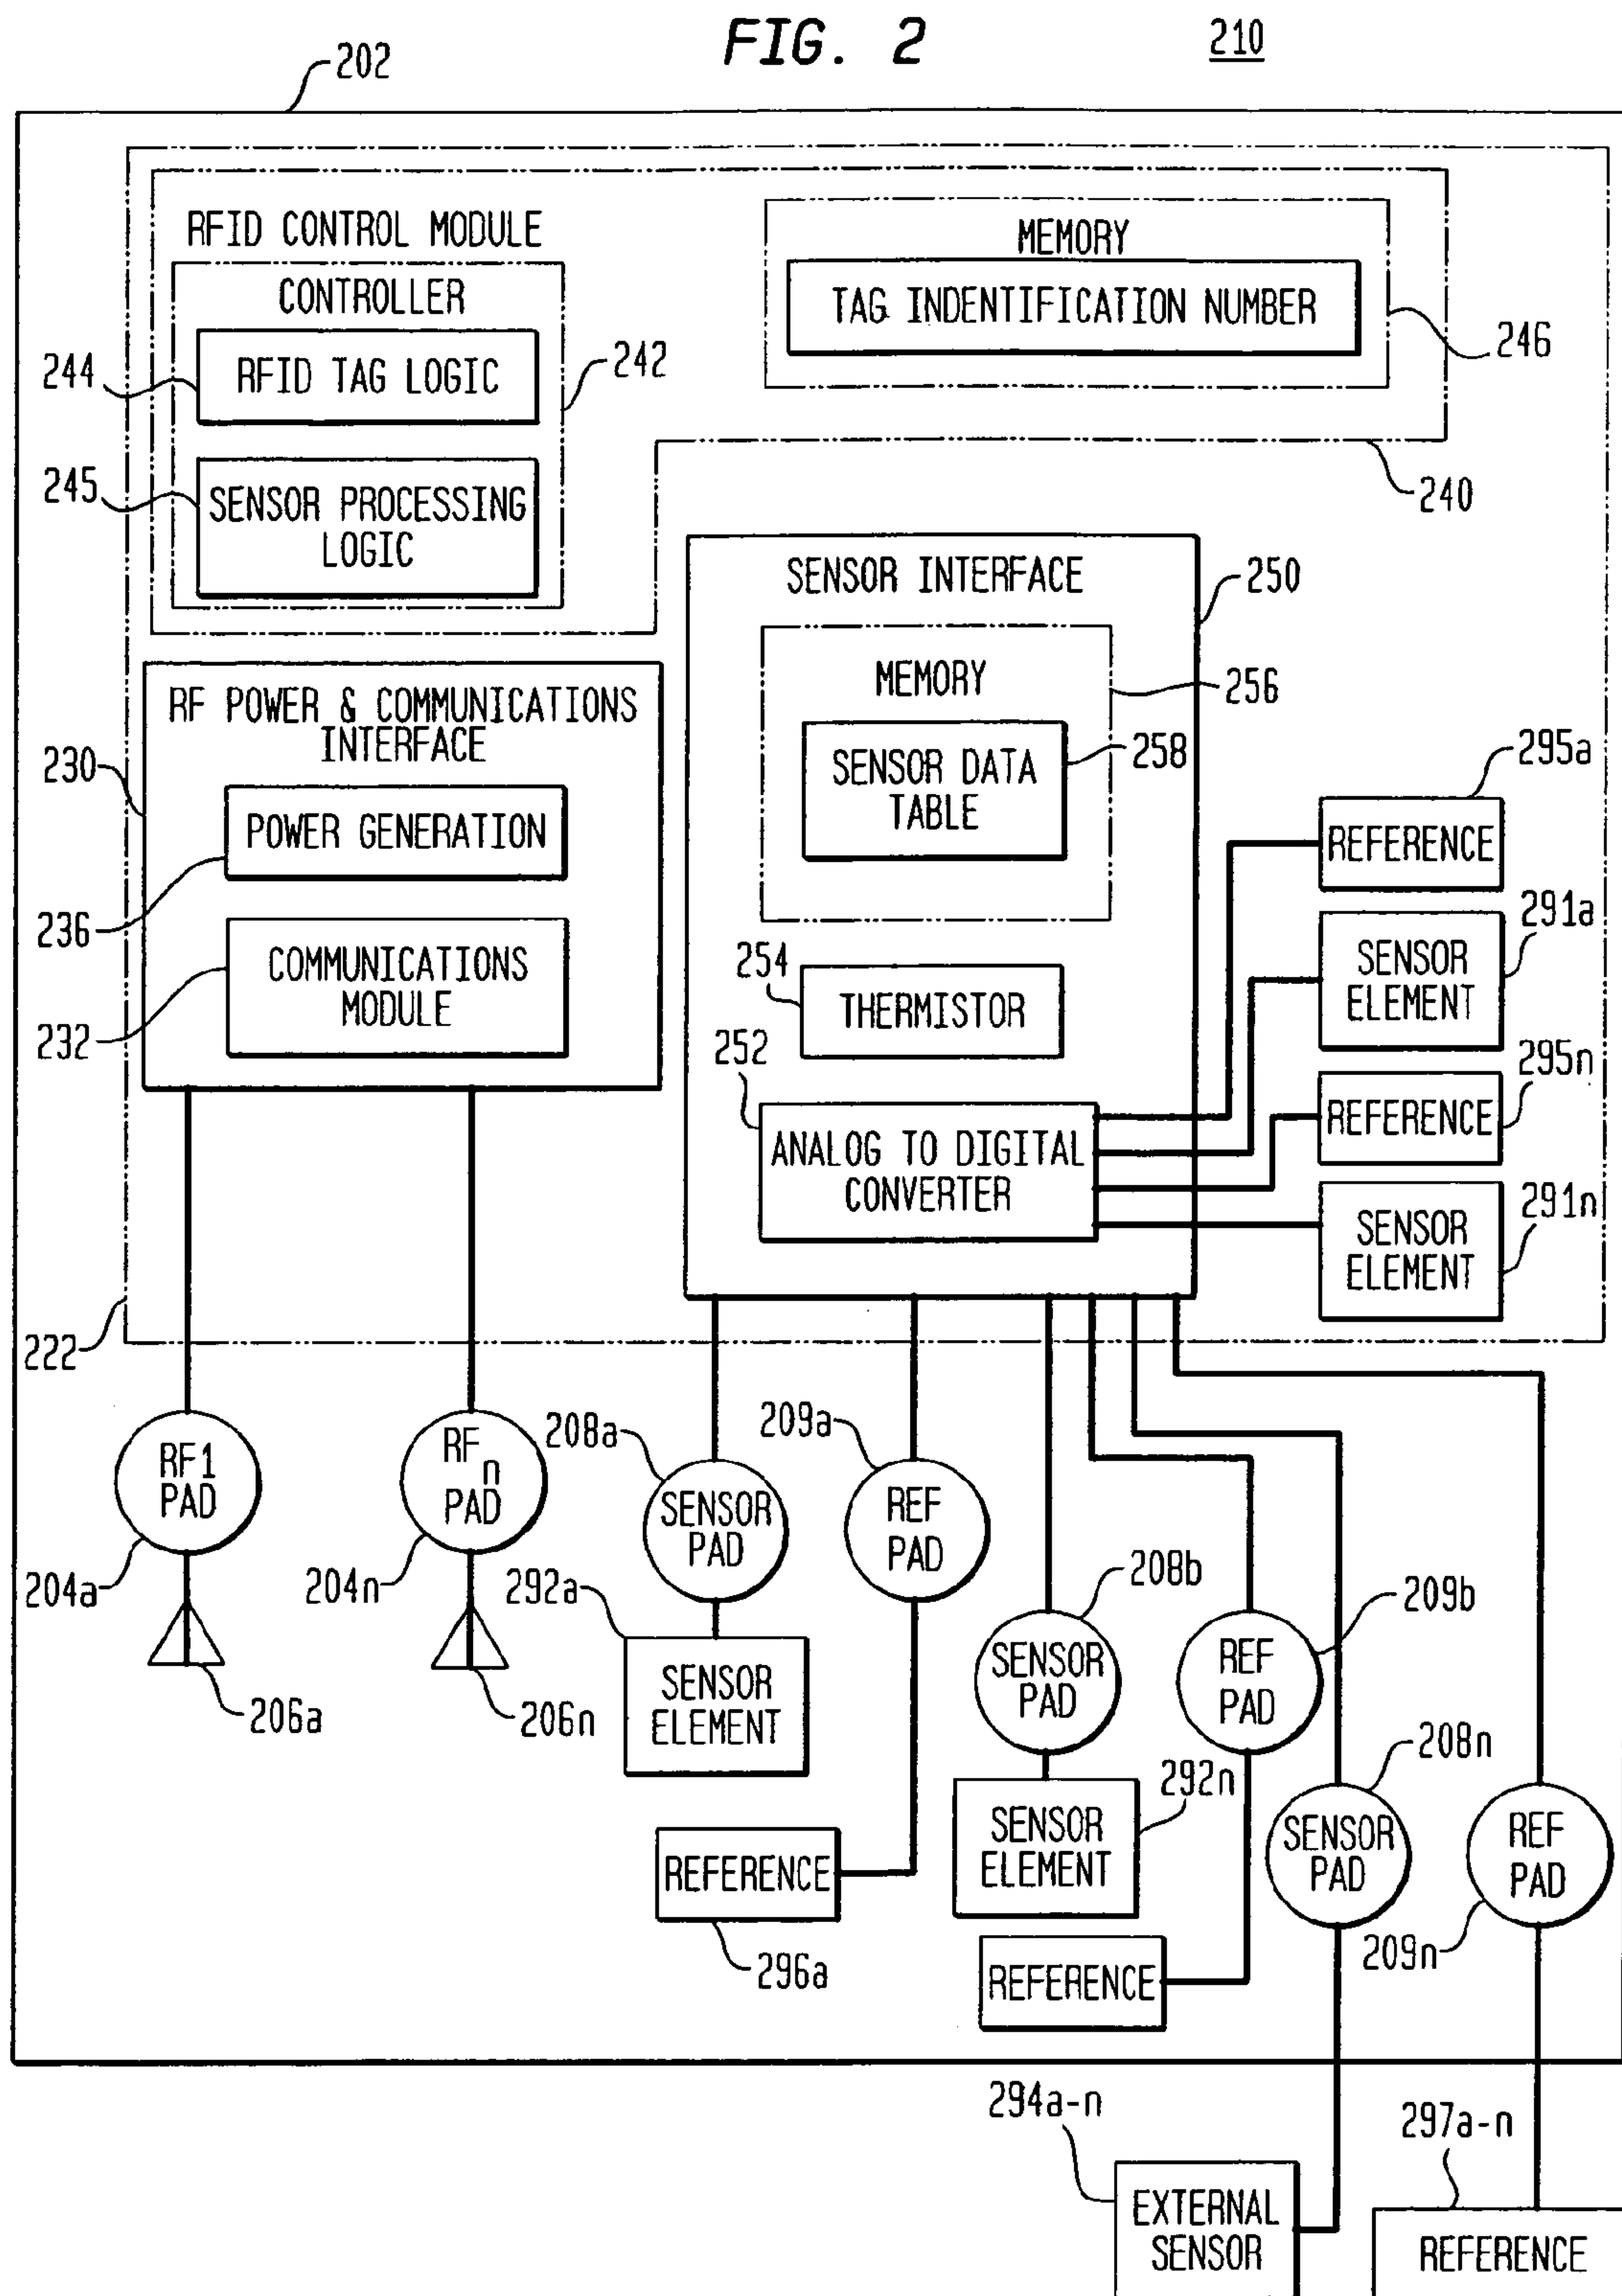 FIG. 2
210
202
RFID CONTROL MODULE
CONTROLLER
244
RFID TAG LOGIC
242
245
SENSOR PROCESSING
LOGIC
MEMORY
TAG INDENTIFICATION NUMBER
246
240
RF POWER & COMMUNICATIONS
INTERFACE
230
POWER GENERATION
236
COMMUNICATIONS
MODULE
232
222
SENSOR INTERFACE
250
MEMORY
256
SENSOR DATA
TABLE
258
254
THERMISTOR
252
ANALOG TO DIGITAL
CONVERTER
295a
REFERENCE
291a
SENSOR
ELEMENT
295n
REFERENCE
291n
SENSOR
ELEMENT
RF1
PAD
204a
206a
RFn
PAD
204n
206n
208a
SENSOR
PAD
292a
SENSOR
ELEMENT
209a
REF
PAD
REFERENCE
296a
208b
SENSOR
PAD
292n
SENSOR
ELEMENT
209b
REF
PAD
REFERENCE
208n
SENSOR
PAD
REF
PAD
209n
294a-n
EXTERNAL
SENSOR
297a-n
REFERENCE